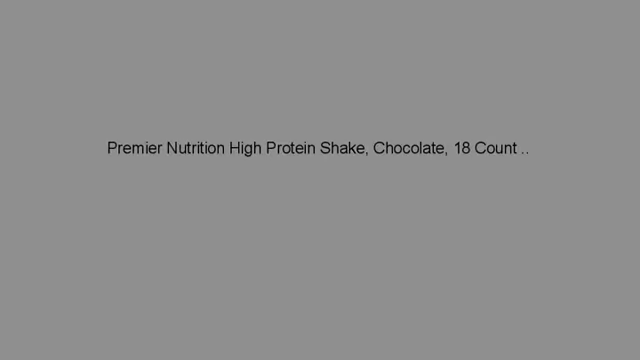 Premier Nutrition High Protein Shake, Chocolate, 18 Count ..